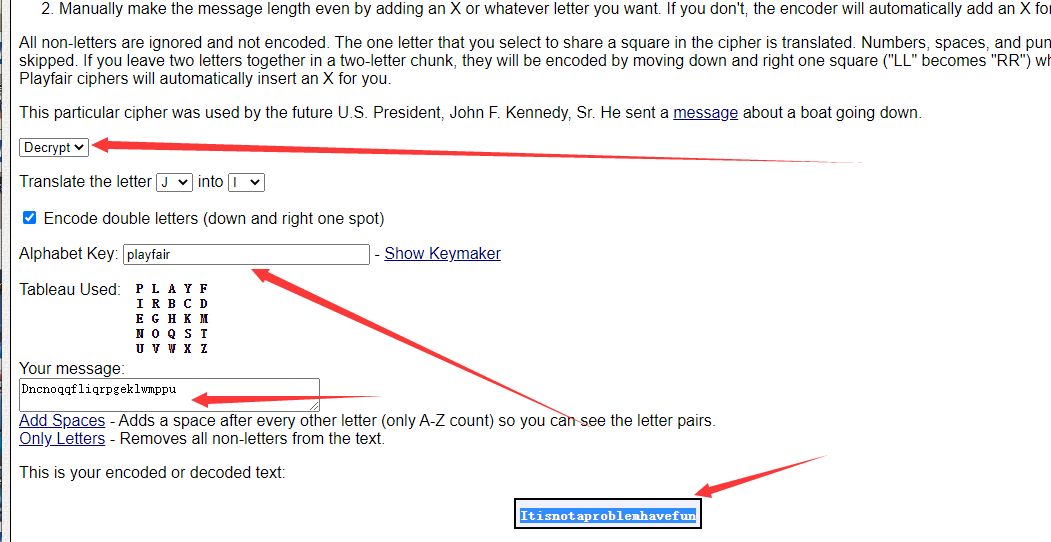 2. Manually make the message length even by adding an X or whatever letter you want. If you don't, the encoder will automatically add an X fo
All non-letters are ignored and not encoded. The one letter that you select to share a square in the cipher is translated. Numbers, spaces, and pun
skipped. If you leave two letters together in a two-letter chunk, they will be encoded by moving down and right one square ("LL" becomes "RR") wh
Playfair ciphers will automatically insert an X for you.
This particular cipher was used by the future U.S. President, John F. Kennedy, Sr. He sent a message about a boat going down.
Decrypt
Translate the letter J into I
Encode double letters (down and right one spot)
Alphabet Key: playfair - Show Keymaker
Tableau Used: P L A Y F
I R B C D
E G H K M
N O Q S T
U V W X Z
Your message:
Dncnoqqfliqrpgeklwmppu
Add Spaces - Adds a space after every other letter (only A-Z count) so you can see the letter pairs.
Only Letters - Removes all non-letters from the text.
This is your encoded or decoded text:
Itisnotaproblemhavefun